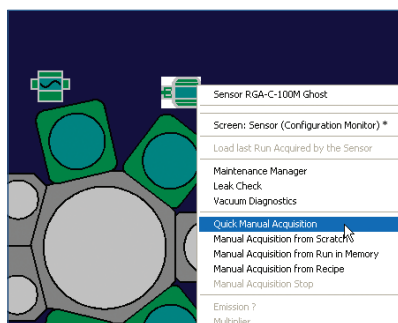 Sensor RGA-C-100M Ghost
Screen: Sensor (Configuration Monitor) *
Load last Run Acquired by the Sensor
Maintenance Manager
Leak Check
Vacuum Diagnostics
Quick Manual Acquisition
Manual Acquisition from Scratch
Manual Acquisition from Run in Memory
Manual Acquisition from Recipe
Manual Acquisition Stop
Emission ?
Multiplier